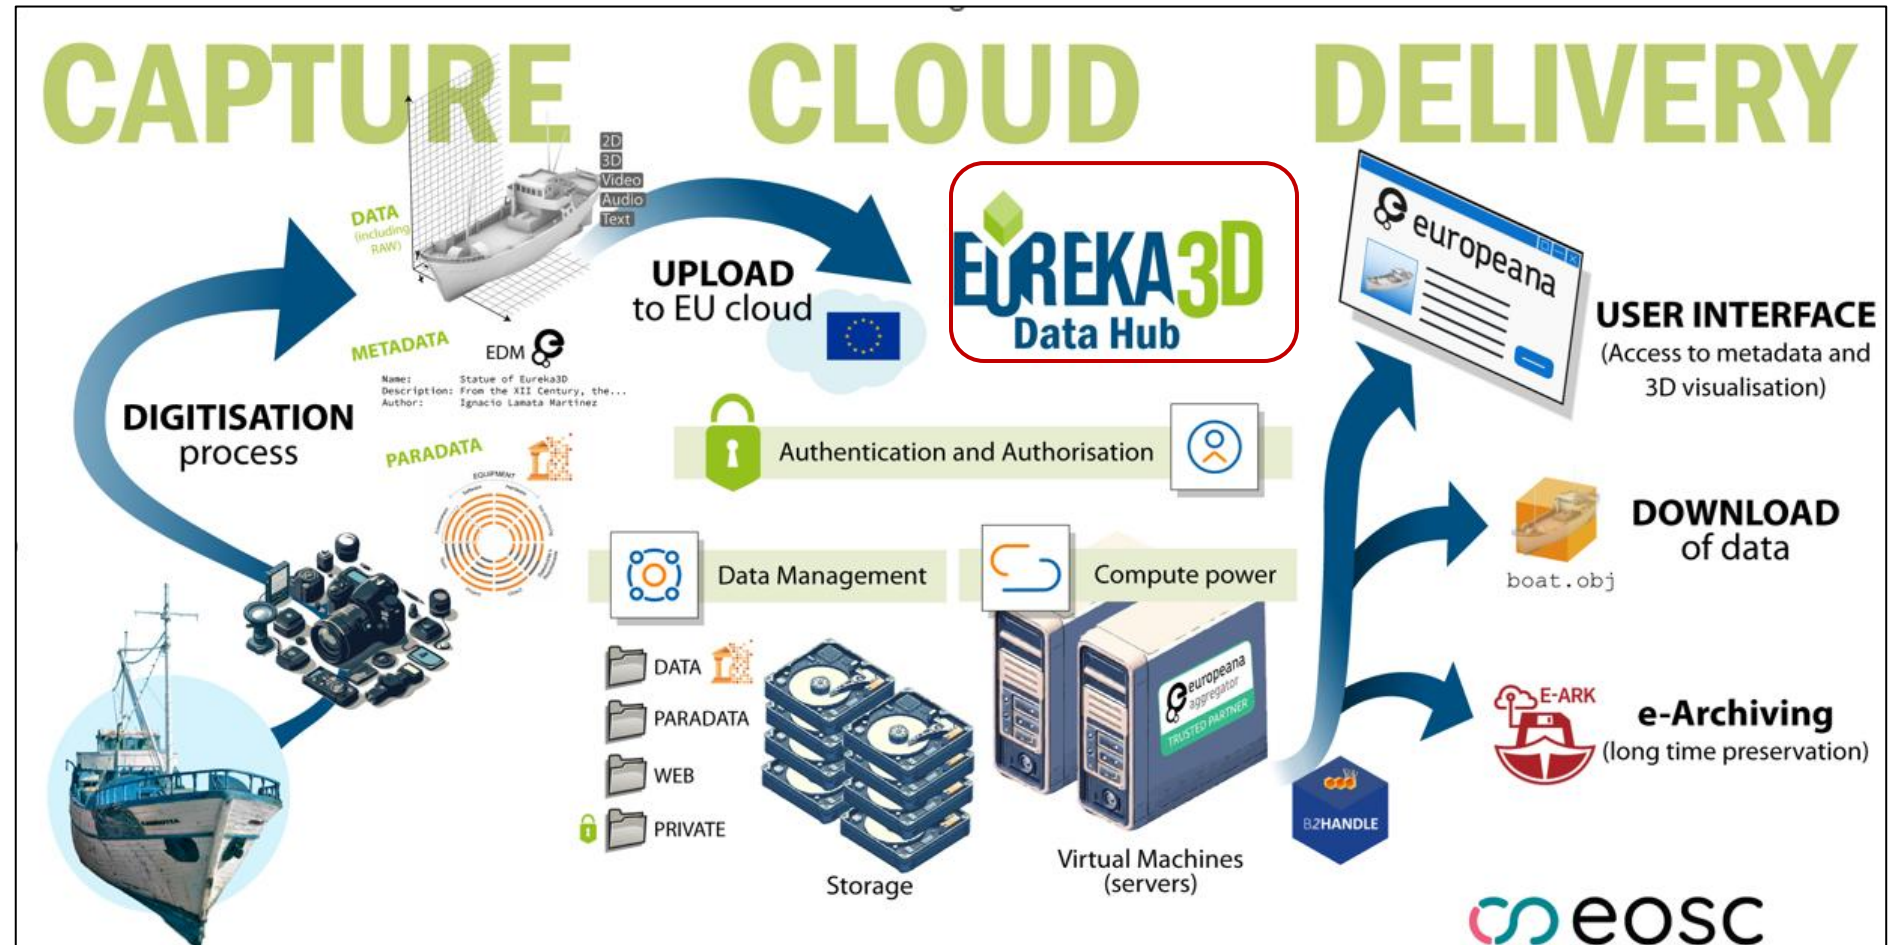 CAPTURE
CLOUD
DELIVERY
2D
3D
Video
Audio
Text
DATA
(including
RAW)
METADATA
EDM
Name: Statue of Eureka3D
Description: From the XII Century, the...
Author: Ignacio Lamata Martinez
PARADATA
EQUIPMENT
DIGITISATION
process
UPLOAD
to EU cloud
EUREKA3D
Data Hub
Authentication and Authorisation
Data Management
Compute power
DATA
PARADATA
WEB
PRIVATE
Storage
europeana
aggregator
TRUSTED PARTNER
Virtual Machines
(servers)
B2HANDLE
europeana
USER INTERFACE
(Access to metadata and
3D visualisation)
DOWNLOAD
of data
boat.obj
E-ARK
e-Archiving
(long time preservation)
eosc